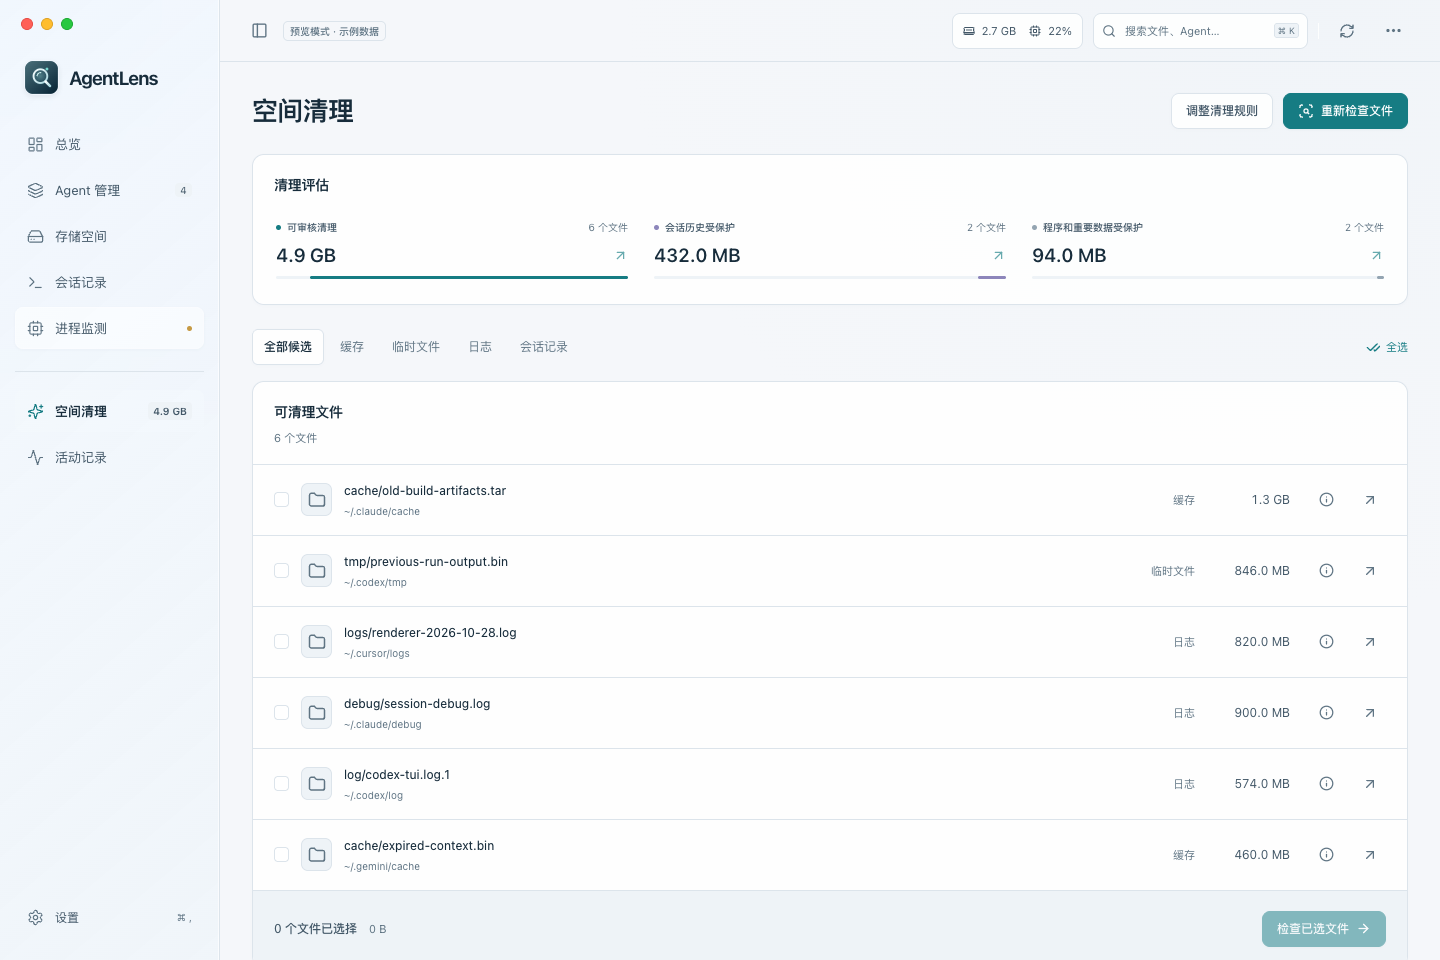 AgentLens
总览
Agent 管理
4
存储空间
会话记录
进程监测
空间清理
4.9 GB
活动记录
设置
⌘ ,
预览模式 · 示例数据
2.7 GB
22%
搜索文件、Agent...
⌘ K
空间清理
调整清理规则
重新检查文件
清理评估
可审核清理
6 个文件
4.9 GB
会话历史受保护
2 个文件
432.0 MB
程序和重要数据受保护
2 个文件
94.0 MB
全部候选
缓存
临时文件
日志
会话记录
全选
可清理文件
6 个文件
cache/old-build-artifacts.tar
~/.claude/cache
缓存
1.3 GB
tmp/previous-run-output.bin
~/.codex/tmp
临时文件
846.0 MB
logs/renderer-2026-10-28.log
~/.cursor/logs
日志
820.0 MB
debug/session-debug.log
~/.claude/debug
日志
900.0 MB
log/codex-tui.log.1
~/.codex/log
日志
574.0 MB
cache/expired-context.bin
~/.gemini/cache
缓存
460.0 MB
0 个文件已选择
0 B
检查已选文件